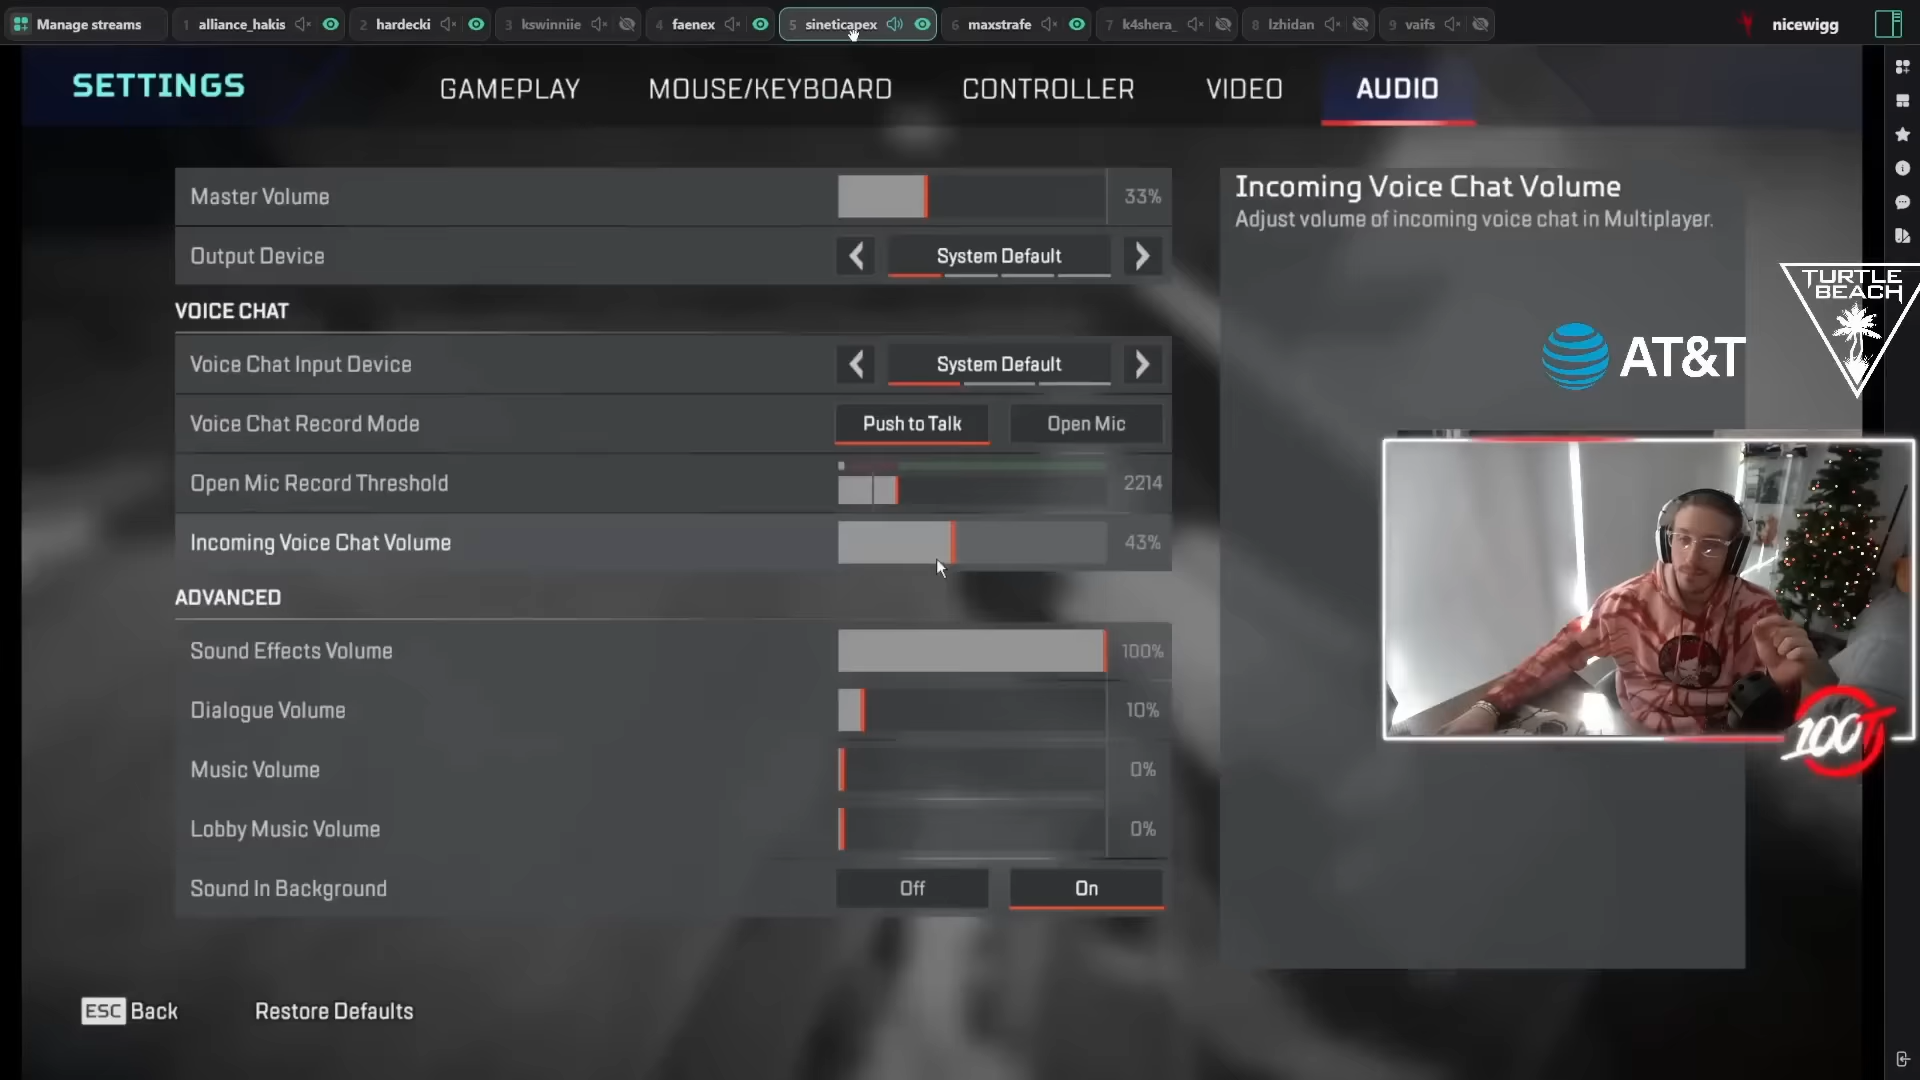 Manage streams 1 alliance_hakis 2 hardecki 3 kswinniie 4 faenex 5 sineticapex 6 maxstrafe 7 k4shera_ 8 lzhidan 9 vaifs nicewigg
SETTINGS GAMEPLAY MOUSE/KEYBOARD CONTROLLER VIDEO AUDIO
Master Volume 33%
Output Device System Default
VOICE CHAT
Voice Chat Input Device System Default
Voice Chat Record Mode Push to Talk Open Mic
Open Mic Record Threshold 2214
Incoming Voice Chat Volume 43%
ADVANCED
Sound Effects Volume 100%
Dialogue Volume 10%
Music Volume 0%
Lobby Music Volume 0%
Sound In Background Off On
ESC Back Restore Defaults
Incoming Voice Chat Volume
Adjust volume of incoming voice chat in Multiplayer.
TURTLE
BEACH
AT&T
100T